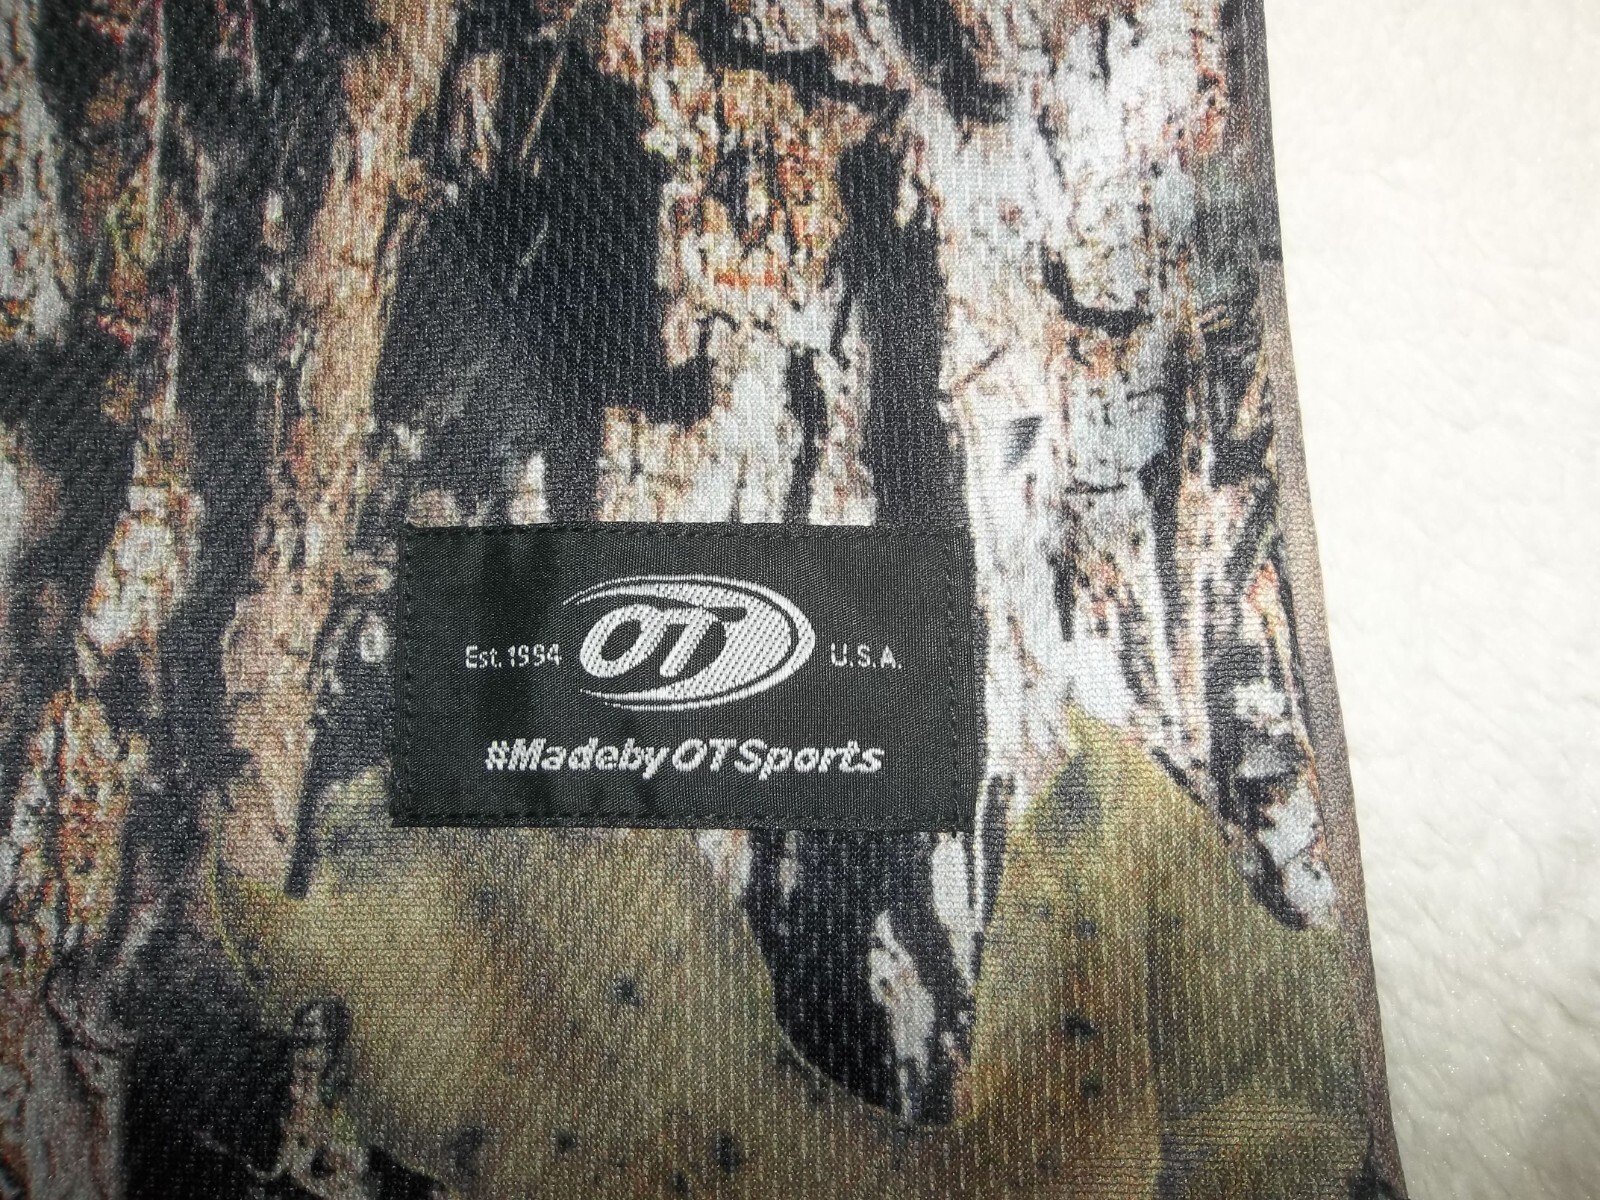 Est. 1994 OT U.S.A.
#MadebyOTSports